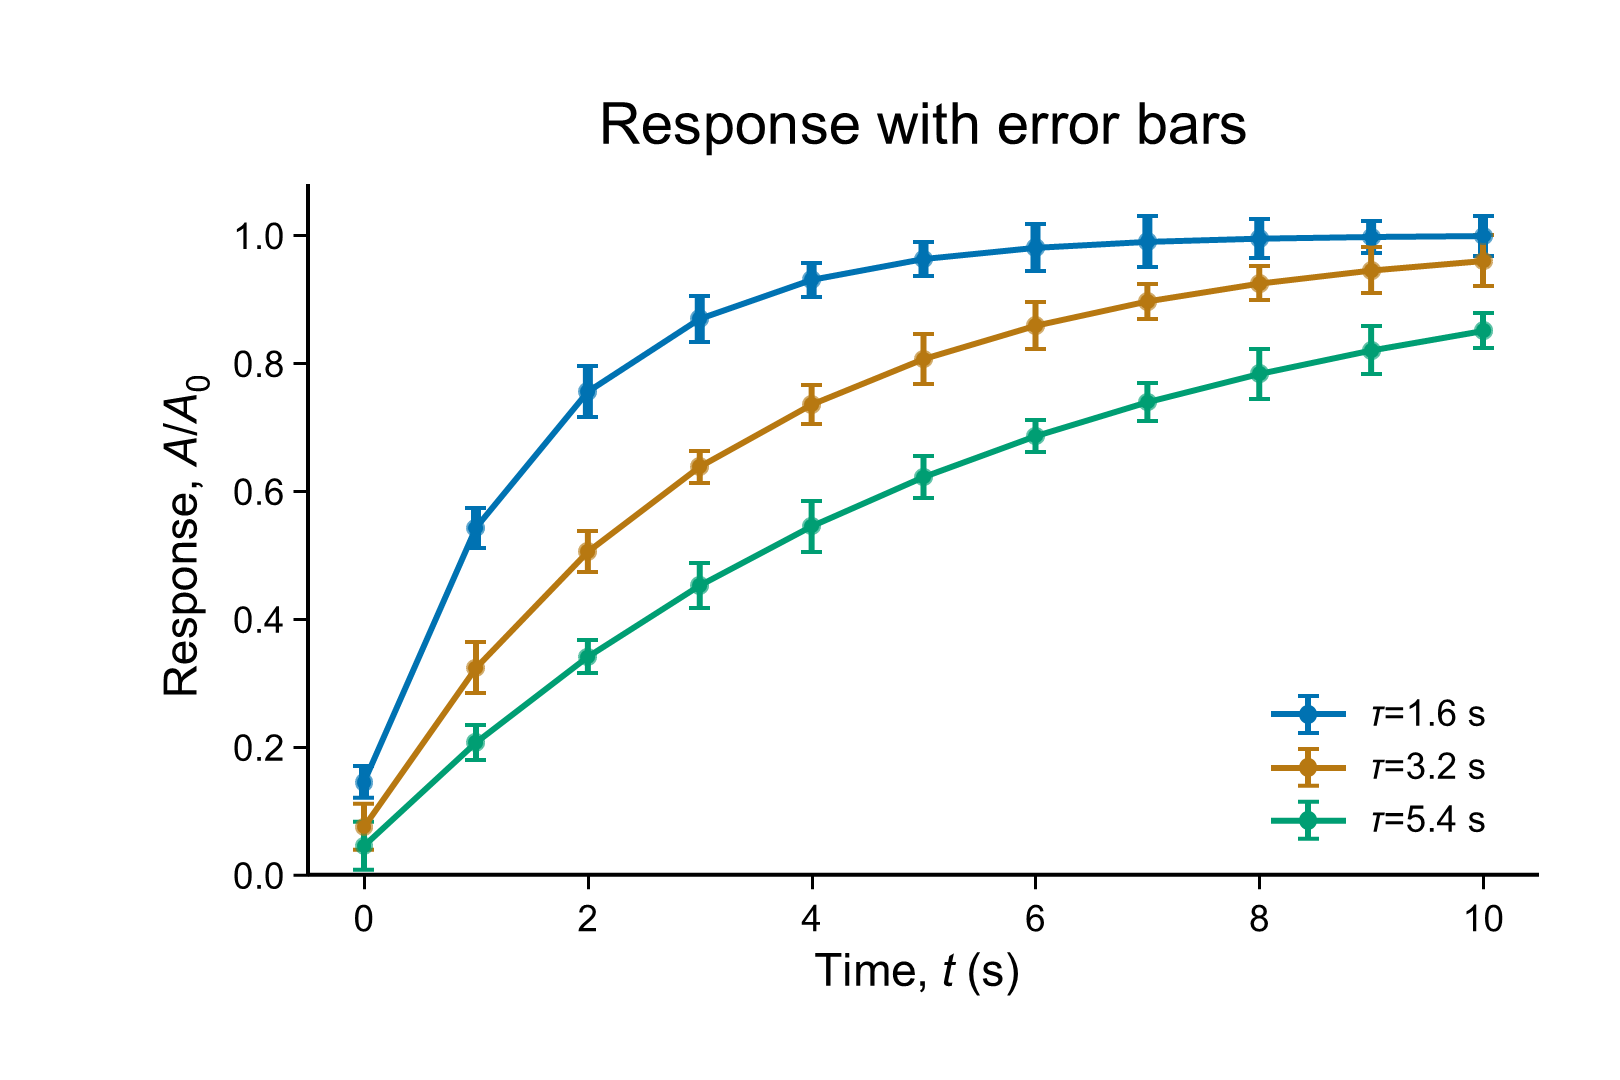 Response with error bars
Response, A/A₀
1.0
0.8
0.6
0.4
0.2
0.0
0 2 4 6 8 10
Time, t (s)
τ=1.6 s
τ=3.2 s
τ=5.4 s